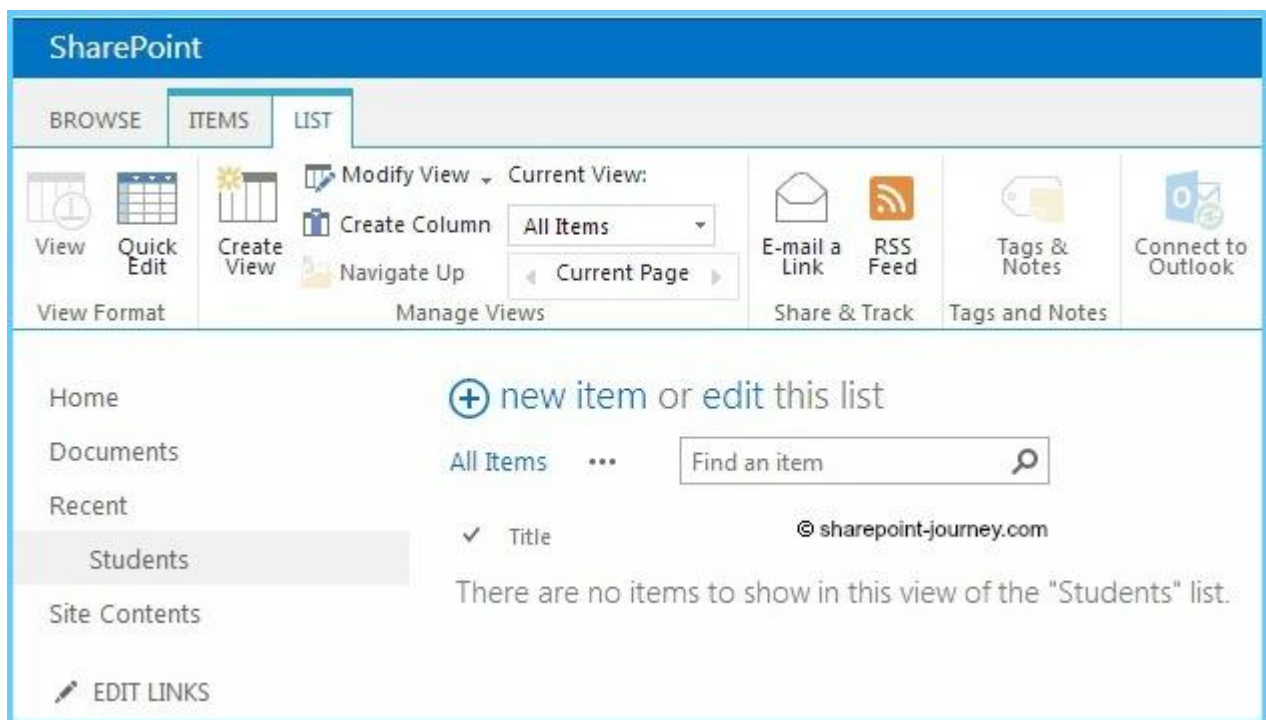 SharePoint
BROWSE ITEMS LIST
View
Quick
Edit
View Format
Create
View
Modify View
Create Column
Navigate Up
Current View:
All Items
Current Page
Manage Views
E-mail a
Link
RSS
Feed
Share & Track
Tags &
Notes
Tags and Notes
Connect to
Outlook
Home
Documents
Recent
Students
Site Contents
EDIT LINKS
new item or edit this list
All Items ••• Find an item
Title
© sharepoint-journey.com
There are no items to show in this view of the "Students" list.